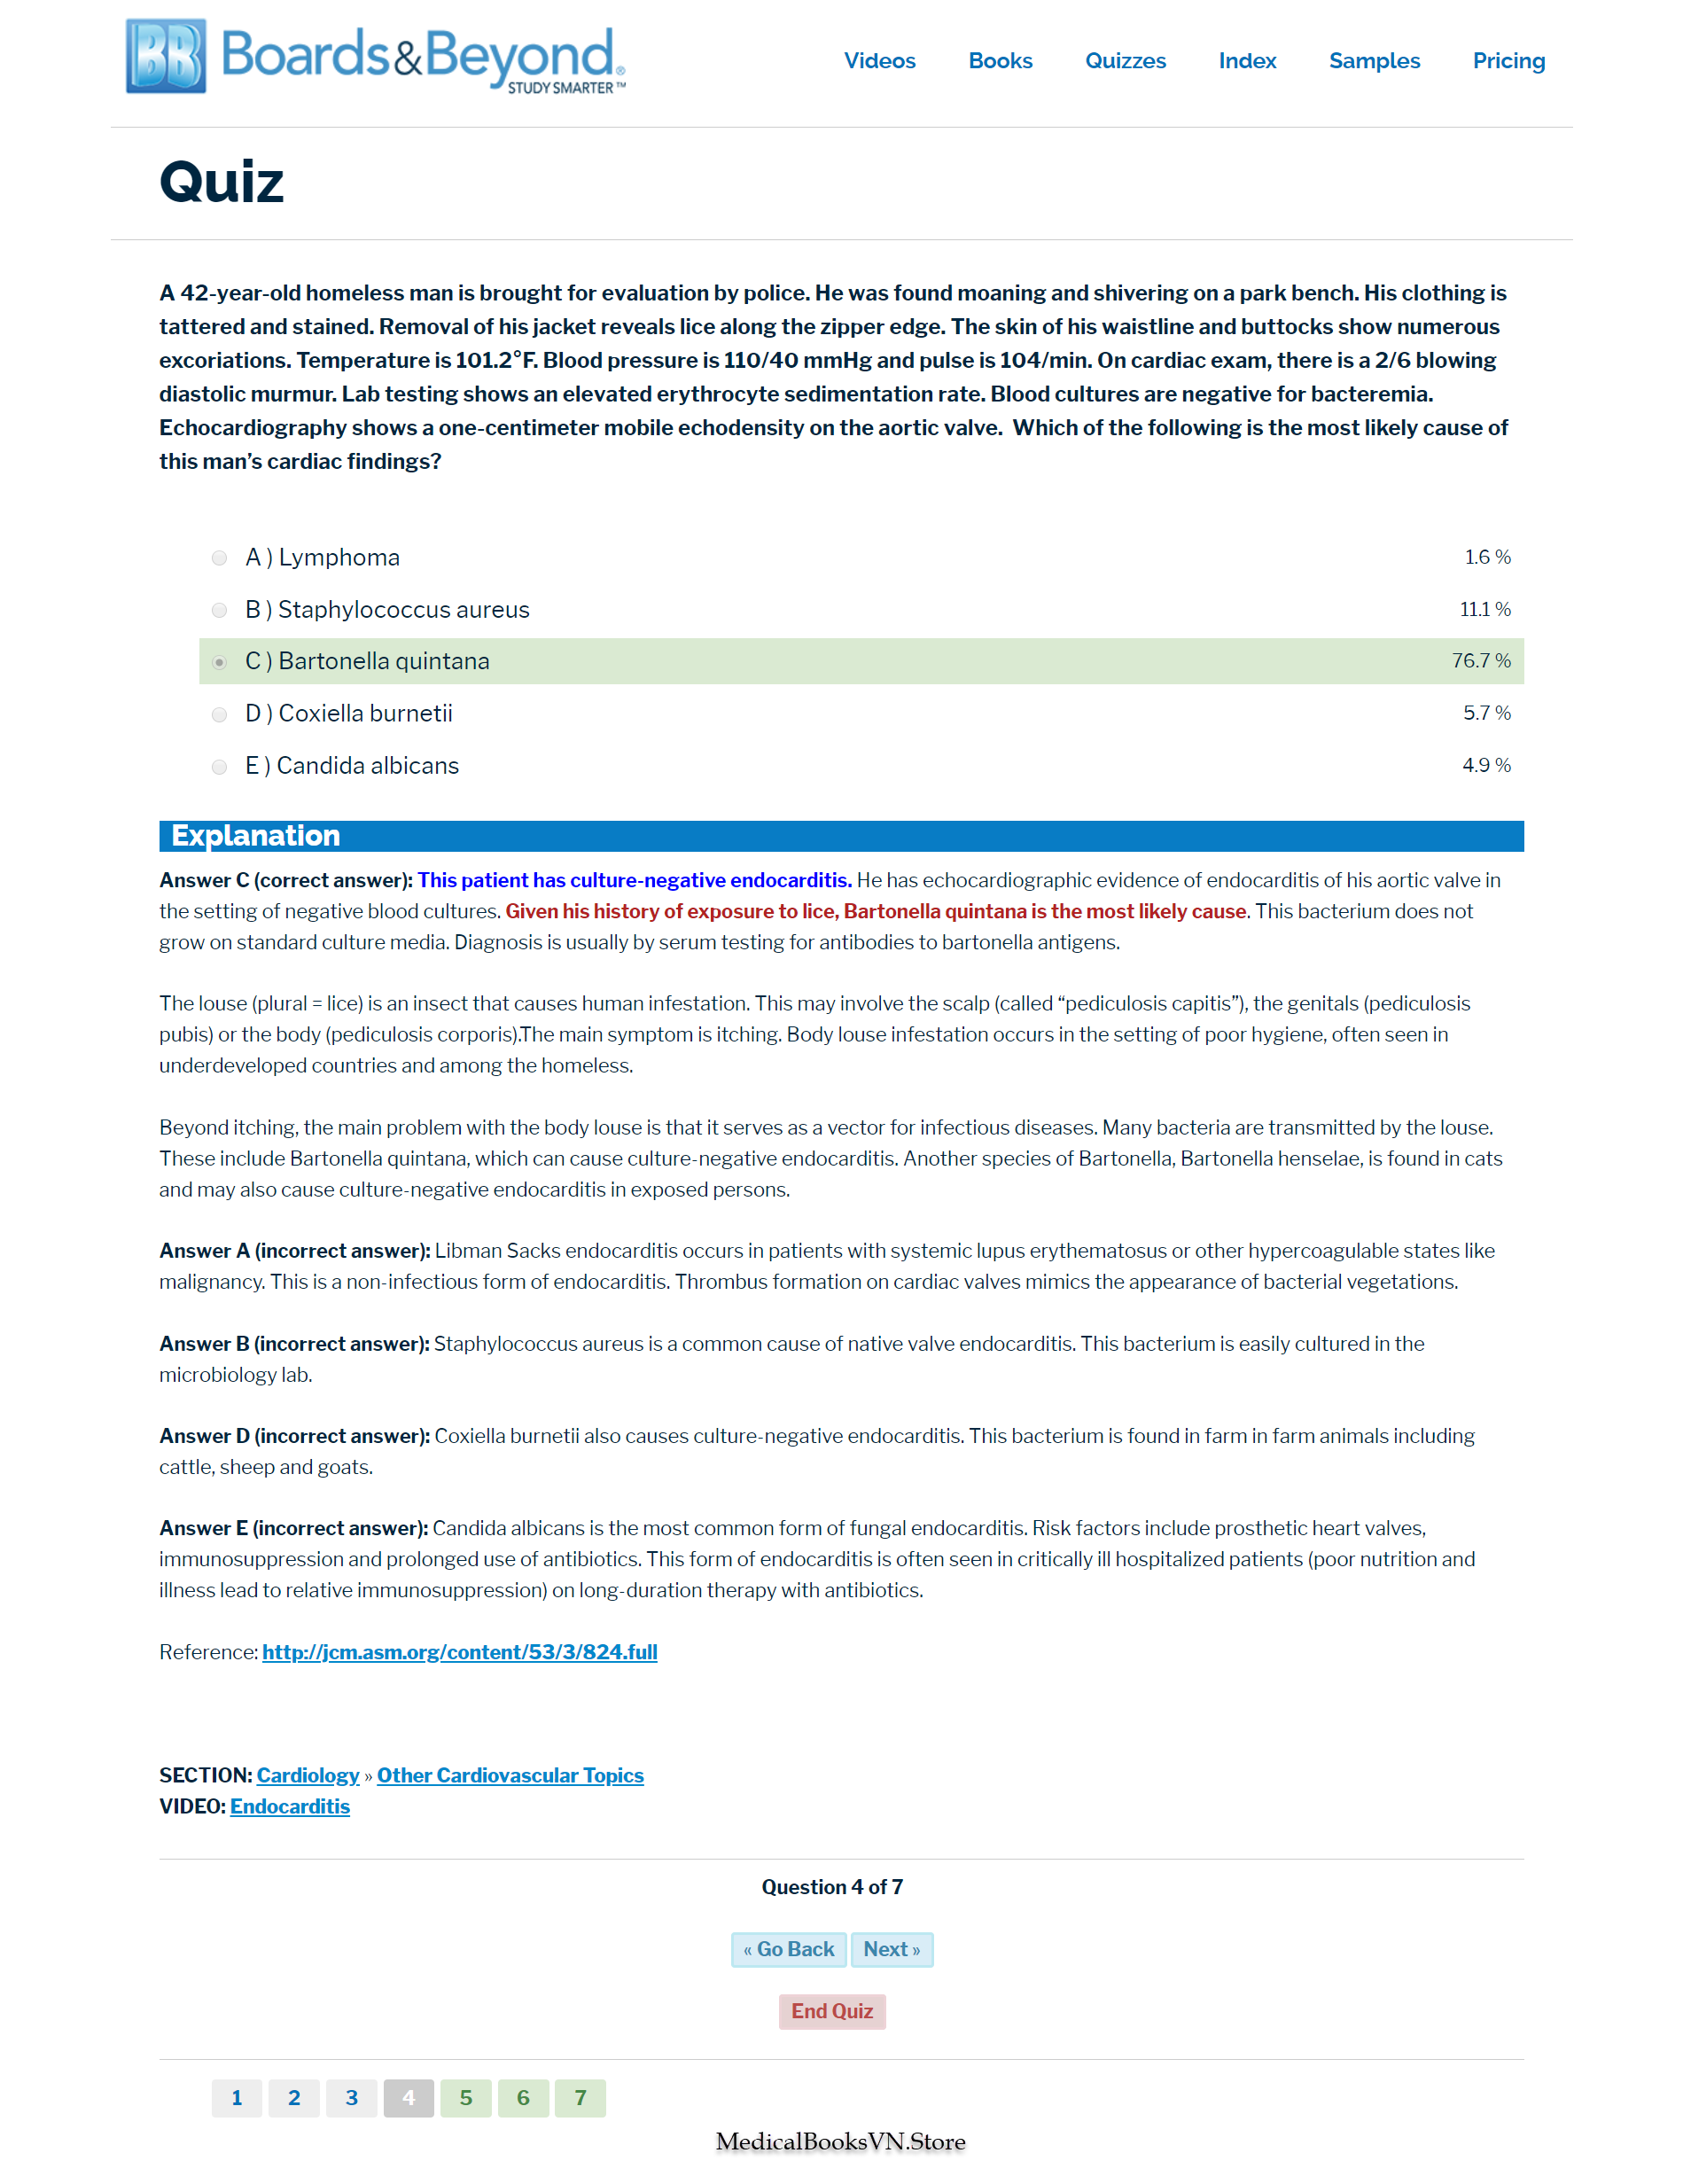 BB Boards&Beyond®
STUDY SMARTER™
Videos Books Quizzes Index Samples Pricing
Quiz
A 42-year-old homeless man is brought for evaluation by police. He was found moaning and shivering on a park bench. His clothing is
tattered and stained. Removal of his jacket reveals lice along the zipper edge. The skin of his waistline and buttocks show numerous
excoriations. Temperature is 101.2°F. Blood pressure is 110/40 mmHg and pulse is 104/min. On cardiac exam, there is a 2/6 blowing
diastolic murmur. Lab testing shows an elevated erythrocyte sedimentation rate. Blood cultures are negative for bacteremia.
Echocardiography shows a one-centimeter mobile echodensity on the aortic valve. Which of the following is the most likely cause of
this man's cardiac findings?
A ) Lymphoma 1.6 %
B ) Staphylococcus aureus 11.1 %
C ) Bartonella quintana 76.7 %
D ) Coxiella burnetii 5.7 %
E ) Candida albicans 4.9 %
Explanation
Answer C (correct answer): This patient has culture-negative endocarditis. He has echocardiographic evidence of endocarditis of his aortic valve in
the setting of negative blood cultures. Given his history of exposure to lice, Bartonella quintana is the most likely cause. This bacterium does not
grow on standard culture media. Diagnosis is usually by serum testing for antibodies to bartonella antigens.
The louse (plural = lice) is an insect that causes human infestation. This may involve the scalp (called “pediculosis capitis”), the genitals (pediculosis
pubis) or the body (pediculosis corporis).The main symptom is itching. Body louse infestation occurs in the setting of poor hygiene, often seen in
underdeveloped countries and among the homeless.
Beyond itching, the main problem with the body louse is that it serves as a vector for infectious diseases. Many bacteria are transmitted by the louse.
These include Bartonella quintana, which can cause culture-negative endocarditis. Another species of Bartonella, Bartonella henselae, is found in cats
and may also cause culture-negative endocarditis in exposed persons.
Answer A (incorrect answer): Libman Sacks endocarditis occurs in patients with systemic lupus erythematosus or other hypercoagulable states like
malignancy. This is a non-infectious form of endocarditis. Thrombus formation on cardiac valves mimics the appearance of bacterial vegetations.
Answer B (incorrect answer): Staphylococcus aureus is a common cause of native valve endocarditis. This bacterium is easily cultured in the
microbiology lab.
Answer D (incorrect answer): Coxiella burnetii also causes culture-negative endocarditis. This bacterium is found in farm in farm animals including
cattle, sheep and goats.
Answer E (incorrect answer): Candida albicans is the most common form of fungal endocarditis. Risk factors include prosthetic heart valves,
immunosuppression and prolonged use of antibiotics. This form of endocarditis is often seen in critically ill hospitalized patients (poor nutrition and
illness lead to relative immunosuppression) on long-duration therapy with antibiotics.
Reference: http://jcm.asm.org/content/53/3/824.full
SECTION: Cardiology » Other Cardiovascular Topics
VIDEO: Endocarditis
Question 4 of 7
« Go Back Next »
End Quiz
1 2 3 4 5 6 7
MedicalBooksVN.Store